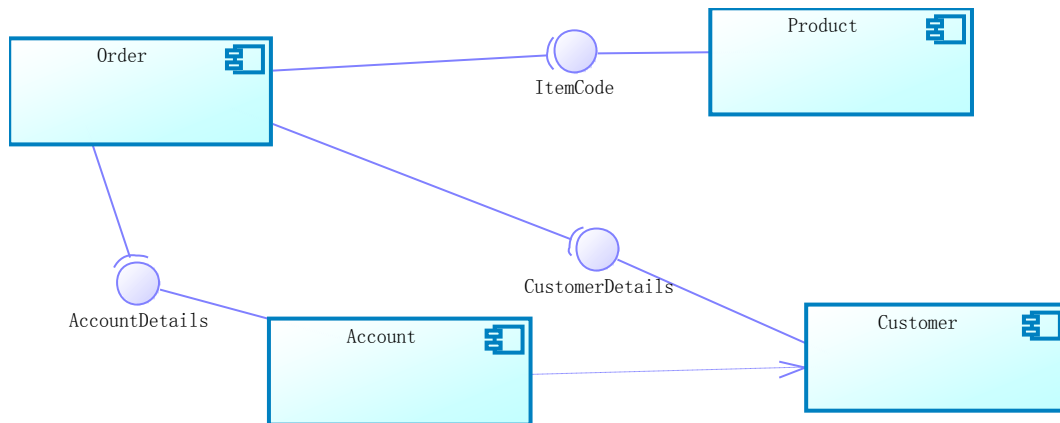 Order
Product
ItemCode
CustomerDetails
AccountDetails
Account
Customer